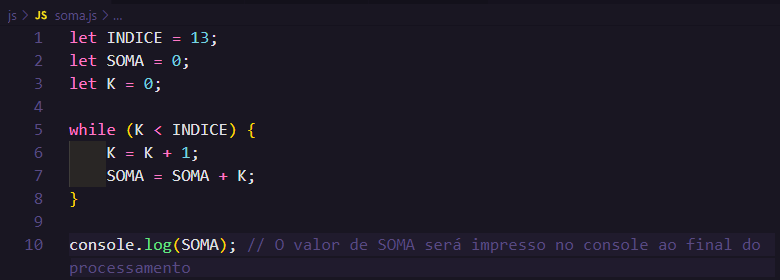 js > JS soma.js > ...
1 let INDICE = 13;
2 let SOMA = 0;
3 let K = 0;
4
5 while (K < INDICE) {
6 K = K + 1;
7 SOMA = SOMA + K;
8 }
9
10 console.log(SOMA); // O valor de SOMA será impresso no console ao final do
processamento